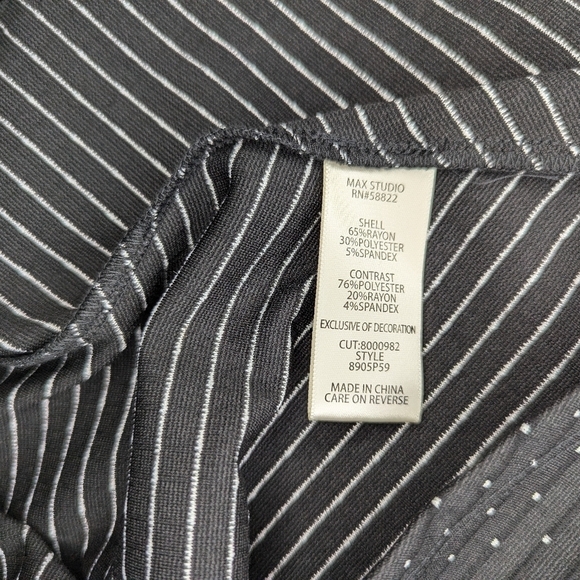 MAX STUDIO
RN#58822
SHELL
65%RAYON
30%POLYESTER
5%SPANDEX
CONTRAST
76%POLYESTER
20%RAYON
4%SPANDEX
EXCLUSIVE OF DECORATION
CUT:8000982
STYLE
8905P59
MADE IN CHINA
CARE ON REVERSE